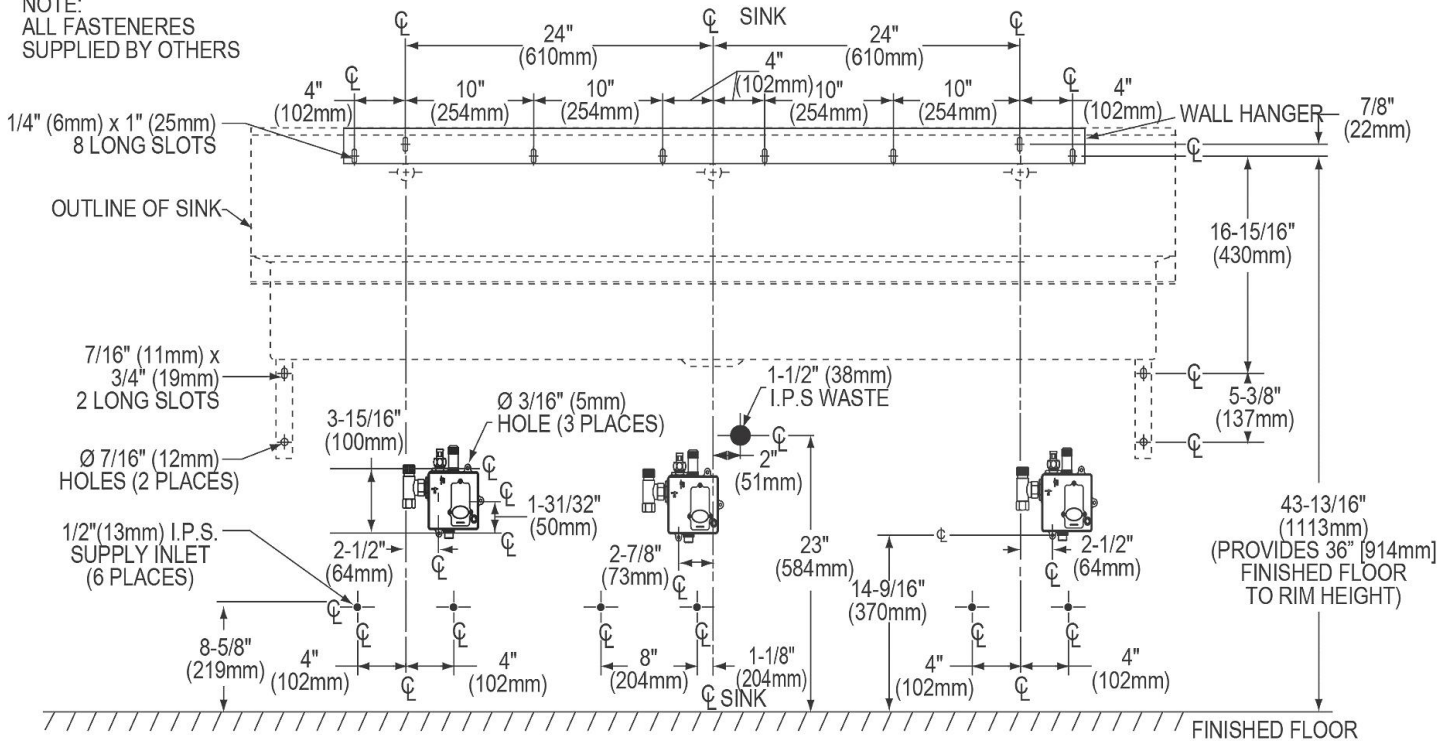 NOTE:
ALL FASTENERES
SUPPLIED BY OTHERS
℄
℄ SINK
℄
24"
(610mm)
24"
(610mm)
℄
4"
(102mm)
10"
(254mm)
10"
(254mm)
4"
(102mm)
10"
(254mm)
10"
(254mm)
℄
4"
(102mm)
WALL HANGER
7/8"
(22mm)
1/4" (6mm) x 1" (25mm)
8 LONG SLOTS
℄
OUTLINE OF SINK
16-15/16"
(430mm)
7/16" (11mm) x
3/4" (19mm)
2 LONG SLOTS
℄
5-3/8"
(137mm)
℄
Ø 7/16" (12mm)
HOLES (2 PLACES)
3-15/16"
(100mm)
Ø 3/16" (5mm)
HOLE (3 PLACES)
1-1/2" (38mm)
I.P.S WASTE
℄
2"
(51mm)
℄
℄
1-31/32"
(50mm)
℄
1/2"(13mm) I.P.S.
SUPPLY INLET
(6 PLACES)
2-1/2"
(64mm)
℄
2-7/8"
(73mm)
℄
23"
(584mm)
℄
14-9/16"
(370mm)
2-1/2"
(64mm)
℄
43-13/16"
(1113mm)
(PROVIDES 36” [914mm]
FINISHED FLOOR
TO RIM HEIGHT)
℄
℄
℄
℄
℄
℄
℄
8-5/8"
(219mm)
4"
(102mm)
4"
(102mm)
℄
8"
(204mm)
1-1/8"
(204mm)
℄ SINK
4"
(102mm)
4"
(102mm)
℄
FINISHED FLOOR